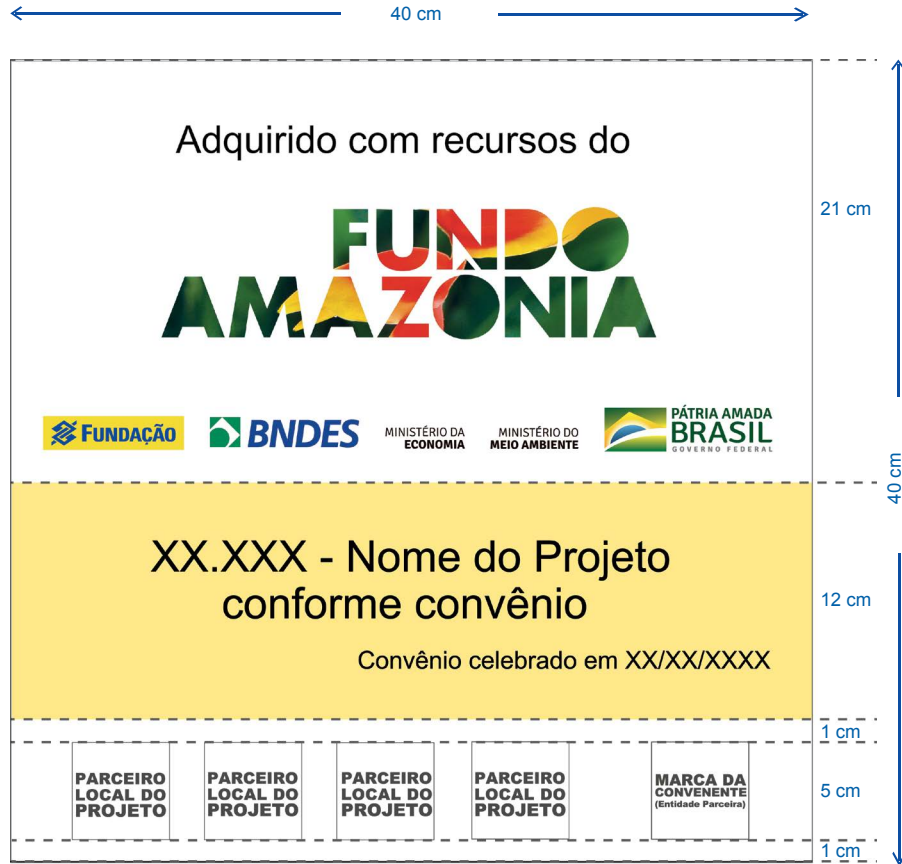 40 cm
Adquirido com recursos do
21 cm
FUNDO
AMAZÔNIA
FUNDAÇÃO
BNDES
MINISTÉRIO DA
ECONOMIA
MINISTÉRIO DO
MEIO AMBIENTE
PÁTRIA AMADA
BRASIL
GOVERNO FEDERAL
40 cm
XX.XXX - Nome do Projeto
conforme convênio
12 cm
Convênio celebrado em XX/XX/XXXX
1 cm
PARCEIRO
LOCAL DO
PROJETO
PARCEIRO
LOCAL DO
PROJETO
PARCEIRO
LOCAL DO
PROJETO
PARCEIRO
LOCAL DO
PROJETO
MARCA DA
CONVENENTE
(Entidade Parceira)
5 cm
1 cm